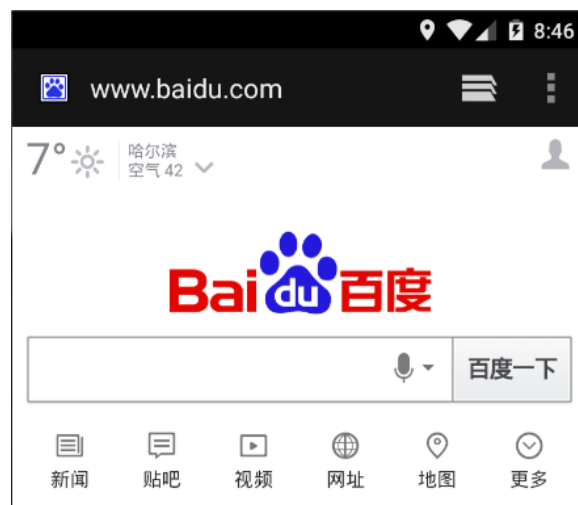 8:46
www.baidu.com
7°
哈尔滨
空气 42
Bai du 百度
百度一下
新闻 贴吧 视频 网址 地图 更多